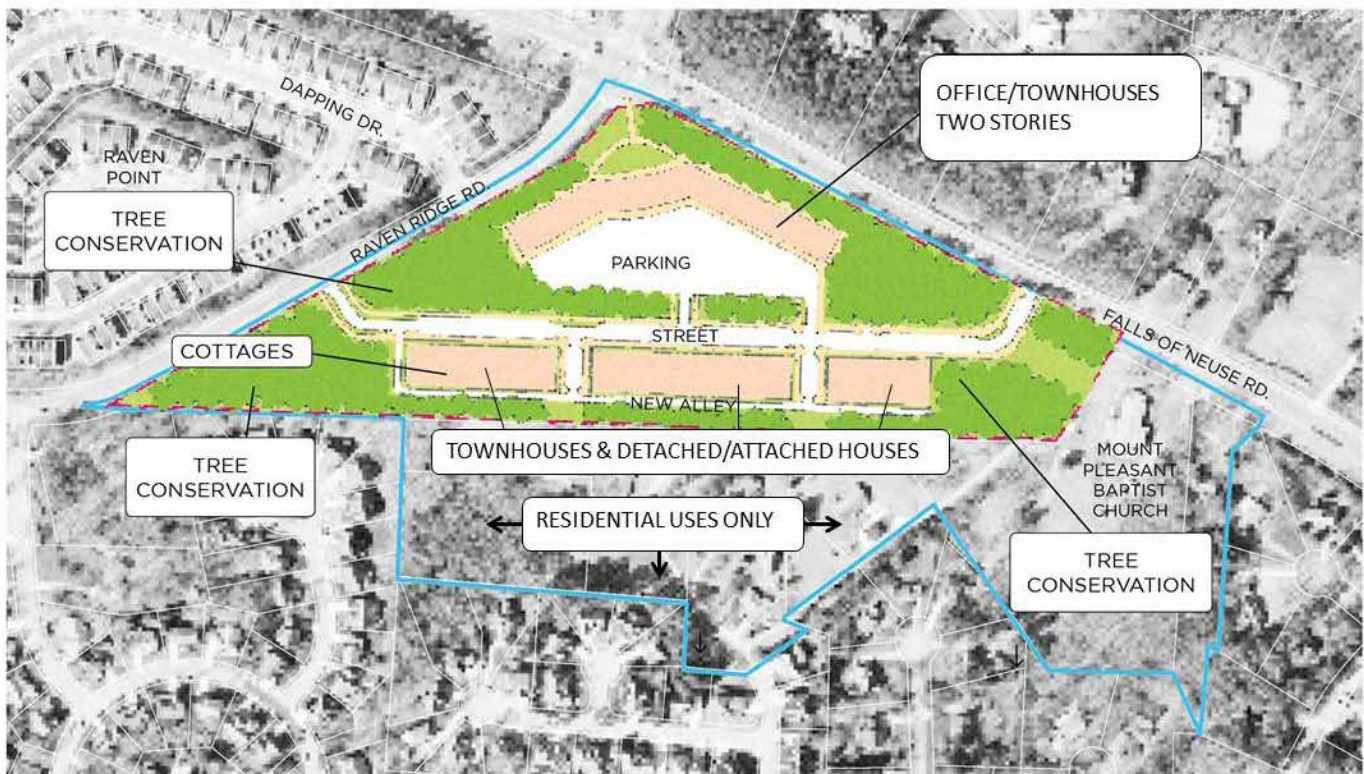 OFFICE/TOWNHOUSES
TWO STORIES
DAPPING DR.
RAVEN
POINT
TREE
CONSERVATION
RAVEN RIDGE RD.
PARKING
STREET
FALLS OF NEUSE RD.
COTTAGES
NEW ALLEY
TOWNHOUSES & DETACHED/ATTACHED HOUSES
TREE
CONSERVATION
MOUNT
PLEASANT
BAPTIST
CHURCH
RESIDENTIAL USES ONLY
TREE
CONSERVATION